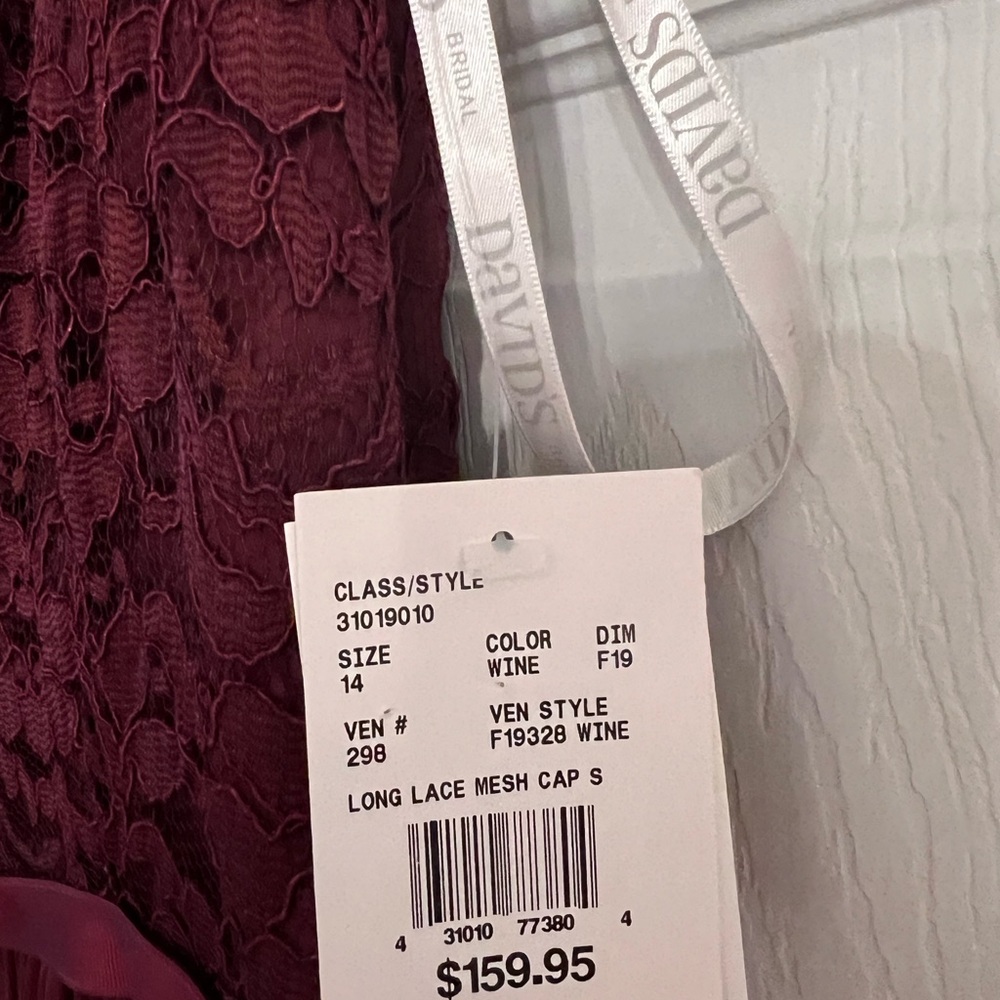 BRIDAL
DAVID'S
DAVIDS
CLASS/STYLE
31019010
SIZE COLOR DIM
14 WINE F19
VEN # VEN STYLE
298 F19328 WINE
LONG LACE MESH CAP S
4 31010 77380 4
$159.95